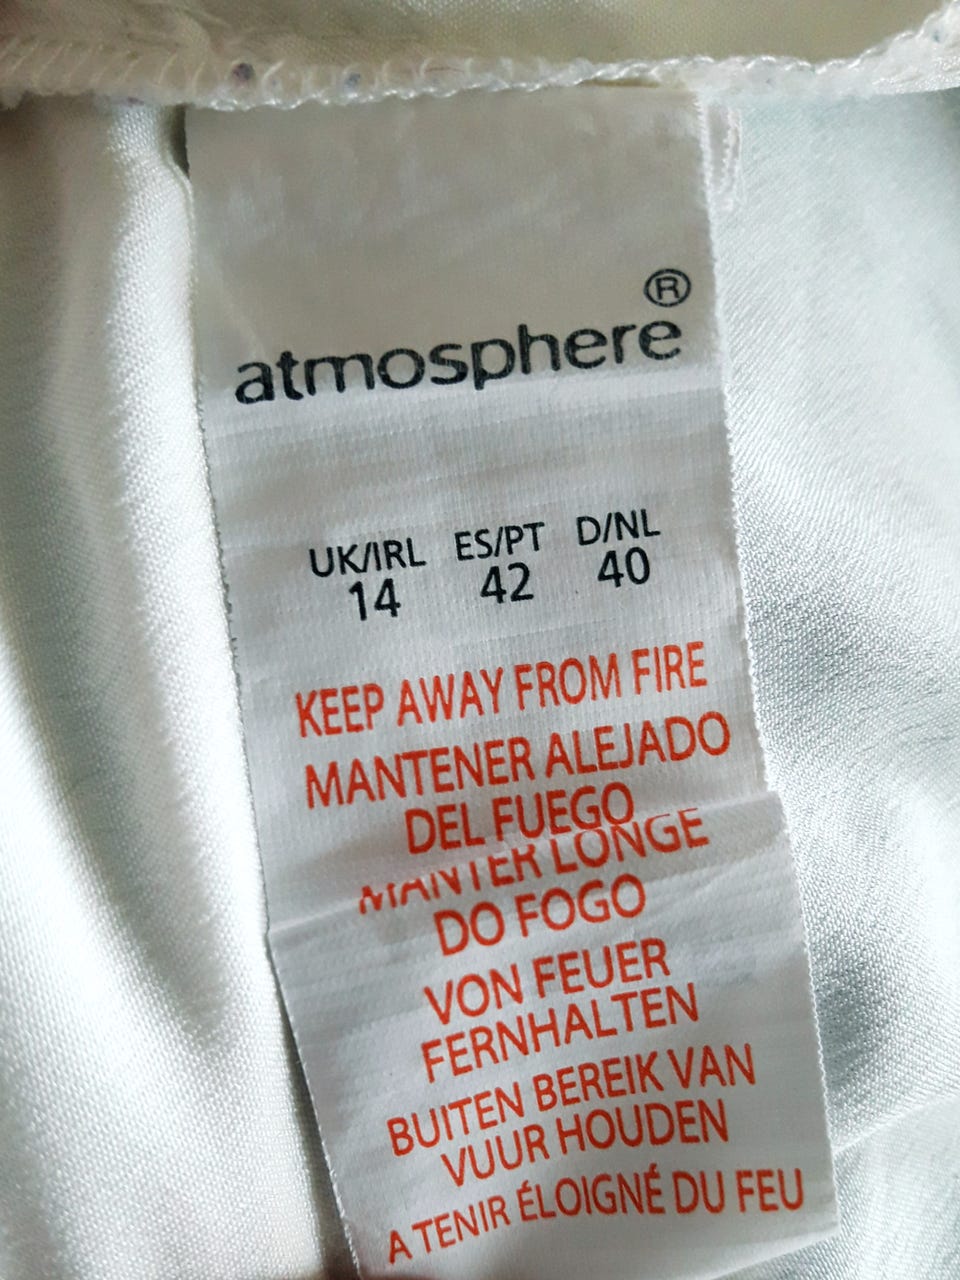 atmosphere®
UK/IRL ES/PT D/NL
14 42 40
KEEP AWAY FROM FIRE
MANTENER ALEJADO
DEL FUEGO
MANTER LONGE
DO FOGO
VON FEUER
FERNHALTEN
BUITEN BEREIK VAN
VUUR HOUDEN
A TENIR ÉLOIGNÉ DU FEU